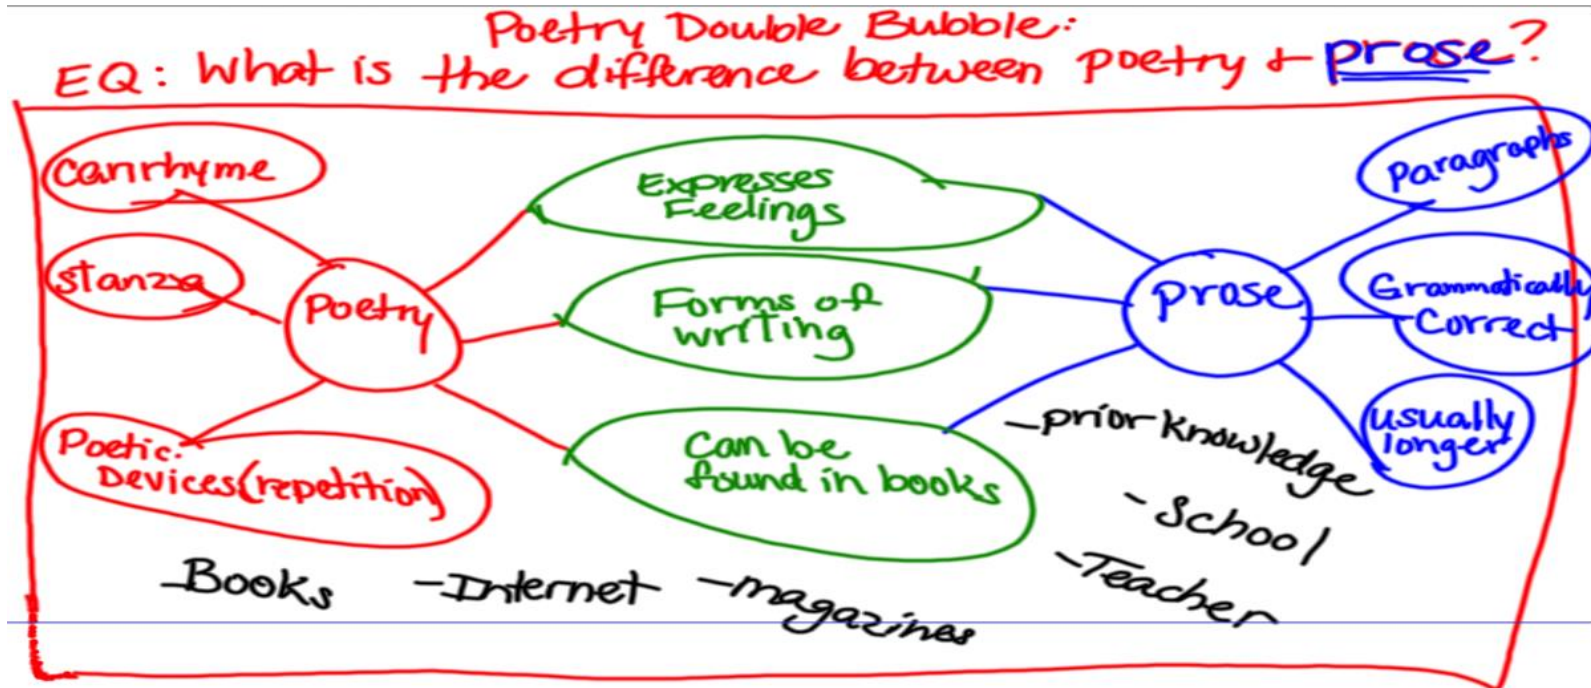 Poetry Double Bubble:
EQ: What is the difference between poetry + prose?
can rhyme
Expresses
Feelings
Paragraphs
stanza
Poetry
Forms of
writing
prose
Grammatically
Correct
Poetic
Devices (repetition)
Can be
found in books
usually
longer
- prior knowledge
- School
- Teacher
- Books
- Internet
- magazines